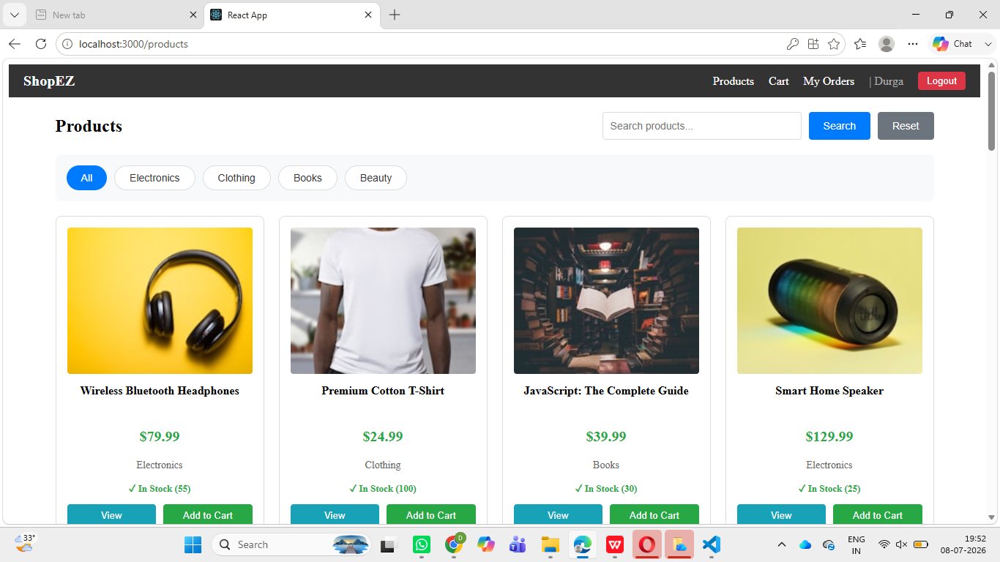 New tab
React App
localhost:3000/products
Chat
ShopEZ
Products Cart My Orders | Durga Logout
Products
Search products...
Search
Reset
All Electronics Clothing Books Beauty
JBL
Wireless Bluetooth Headphones
$79.99
Electronics
✓ In Stock (55)
View Add to Cart
Premium Cotton T-Shirt
$24.99
Clothing
✓ In Stock (100)
View Add to Cart
JavaScript: The Complete Guide
$39.99
Books
✓ In Stock (30)
View Add to Cart
Smart Home Speaker
$129.99
Electronics
✓ In Stock (25)
View Add to Cart
33°
Search
D
ENG
IN
19:52
08-07-2026